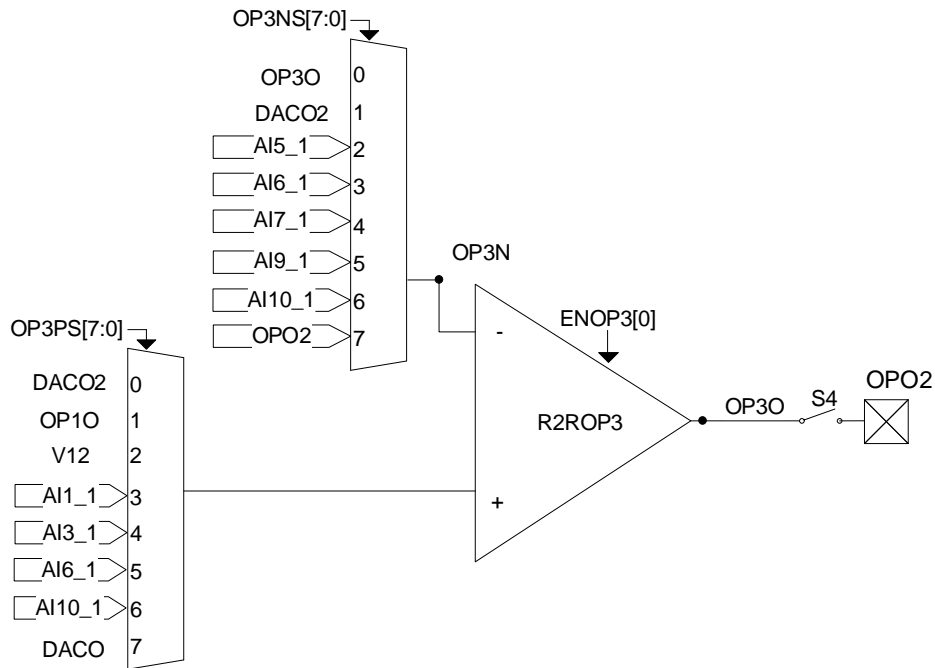 OP3NS[7:0]
OP3O 0
DACO2 1
AI5_1 2
AI6_1 3
AI7_1 4
AI9_1 5
AI10_1 6
OPO2 7
OP3N
OP3PS[7:0]
DACO2 0
OP1O 1
V12 2
AI1_1 3
AI3_1 4
AI6_1 5
AI10_1 6
DACO 7
-
+
R2ROP3
ENOP3[0]
OP3O
S4
OPO2